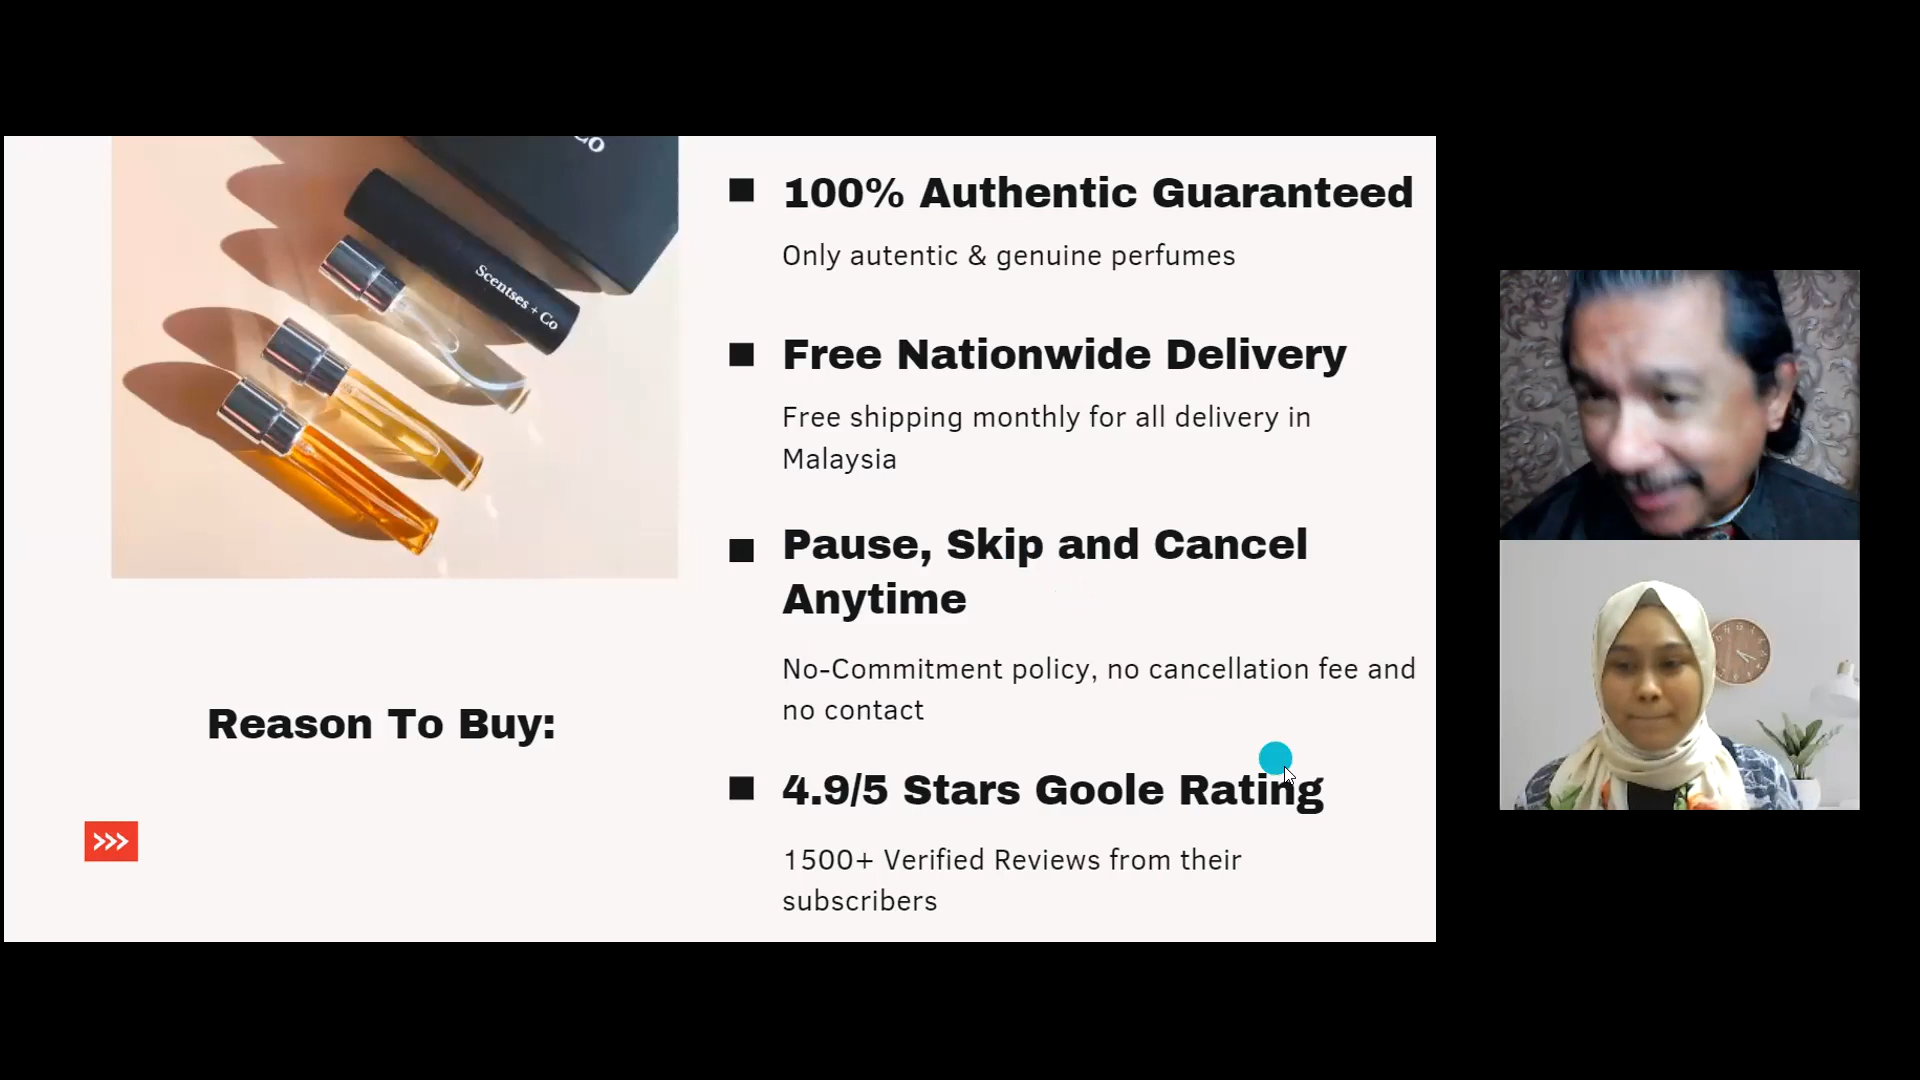 Co
Scentses + Co
Reason To Buy:
>>>
100% Authentic Guaranteed
Only autentic & genuine perfumes
Free Nationwide Delivery
Free shipping monthly for all delivery in
Malaysia
Pause, Skip and Cancel
Anytime
No-Commitment policy, no cancellation fee and
no contact
4.9/5 Stars Goole Rating
1500+ Verified Reviews from their
subscribers